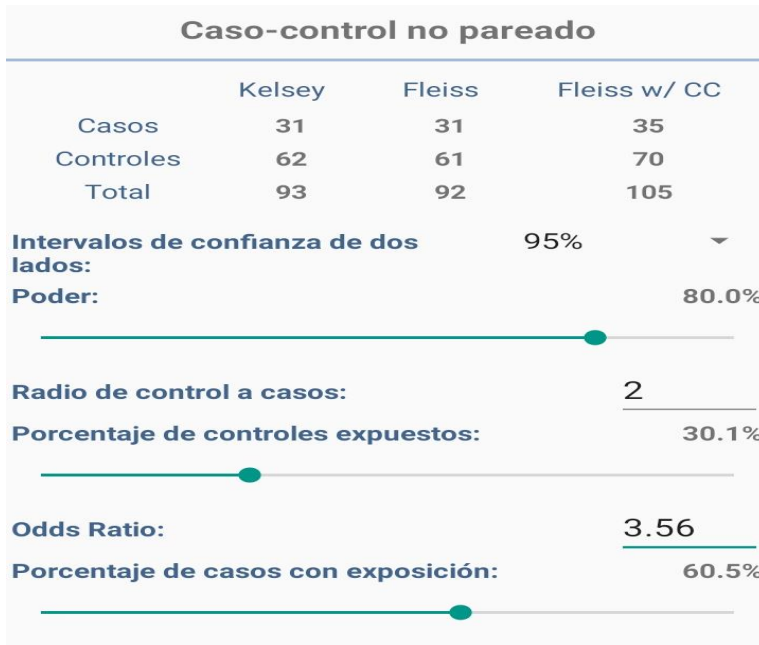 Caso-control no pareado
Kelsey Fleiss Fleiss w/ CC
Casos 31 31 35
Controles 62 61 70
Total 93 92 105
Intervalos de confianza de dos 95%
lados:
Poder: 80.0%
Radio de control a casos: 2
Porcentaje de controles expuestos: 30.1%
Odds Ratio: 3.56
Porcentaje de casos con exposición: 60.5%